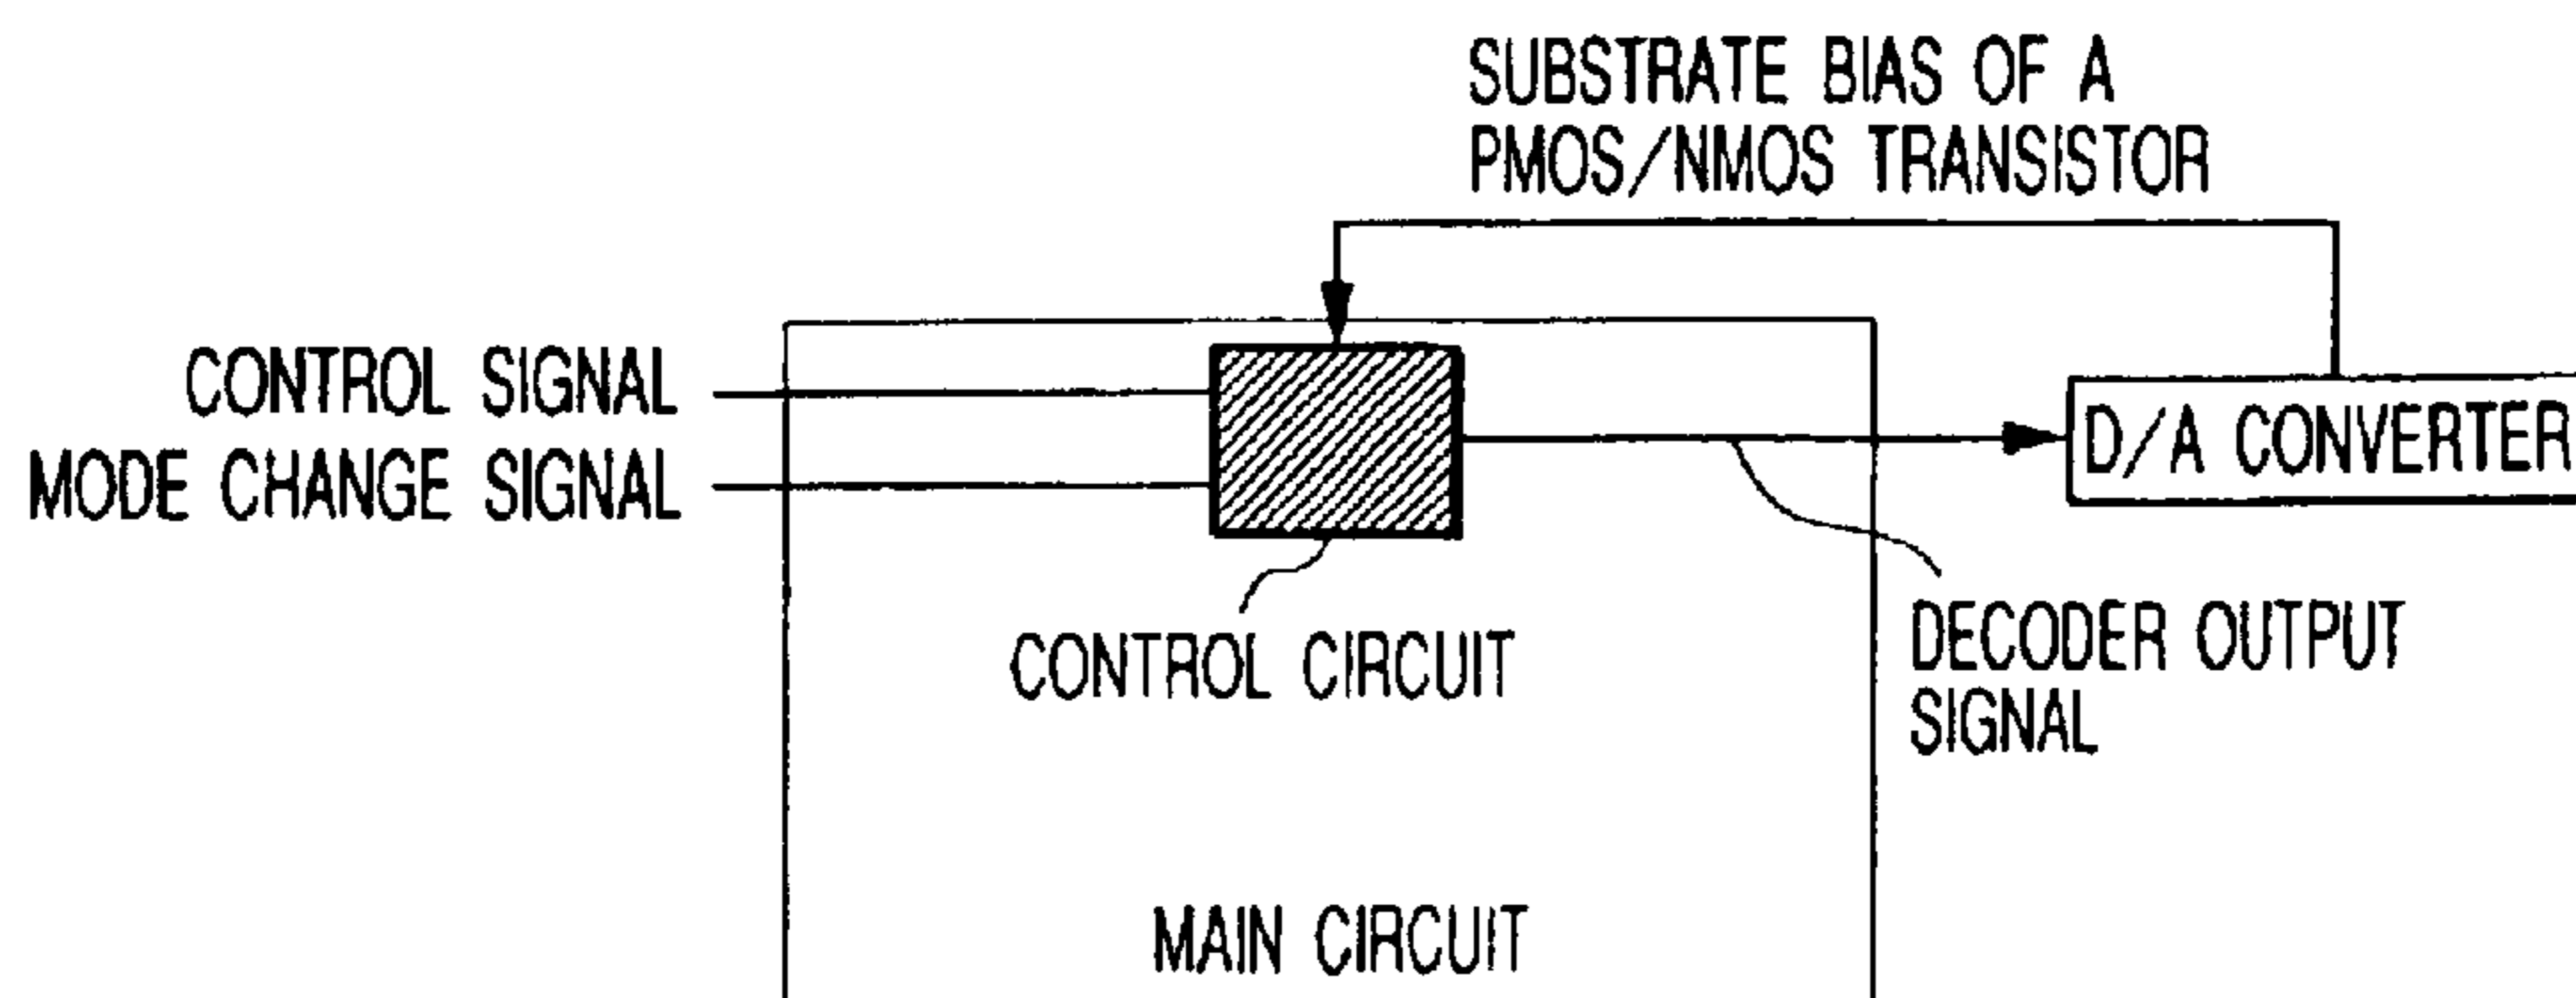 SUBSTRATE BIAS OF A
PMOS/NMOS TRANSISTOR
CONTROL SIGNAL
MODE CHANGE SIGNAL
D/A CONVERTER
CONTROL CIRCUIT
DECODER OUTPUT
SIGNAL
MAIN CIRCUIT